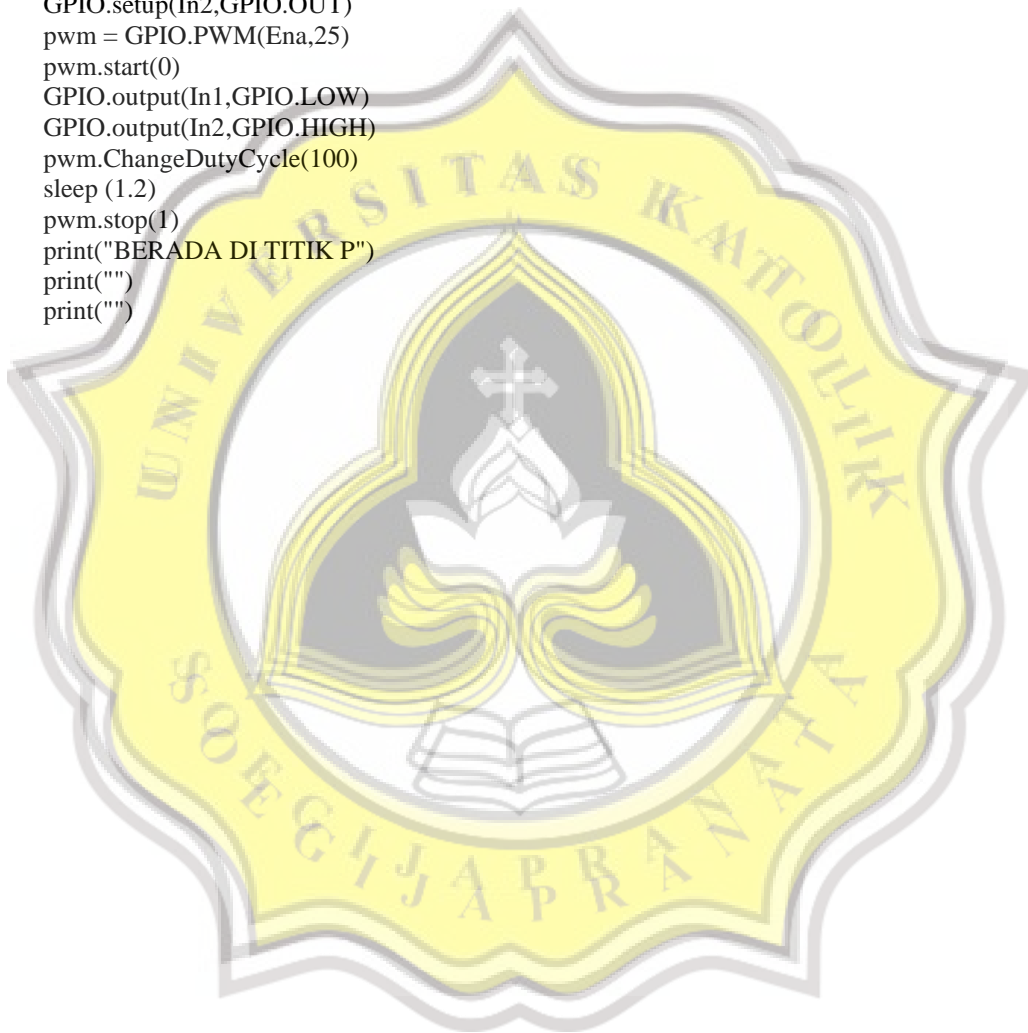 GPIO.setup(In2,GPIO.OUT)
pwm = GPIO.PWM(Ena,25)
pwm.start(0)
GPIO.output(In1,GPIO.LOW)
GPIO.output(In2,GPIO.HIGH)
pwm.ChangeDutyCycle(100)
sleep (1.2)
pwm.stop(1)
print("BERADA DI TITIK P")
print("")
print("")
UNIVERSITAS KATOLIK
SOEGIJAPRANATA